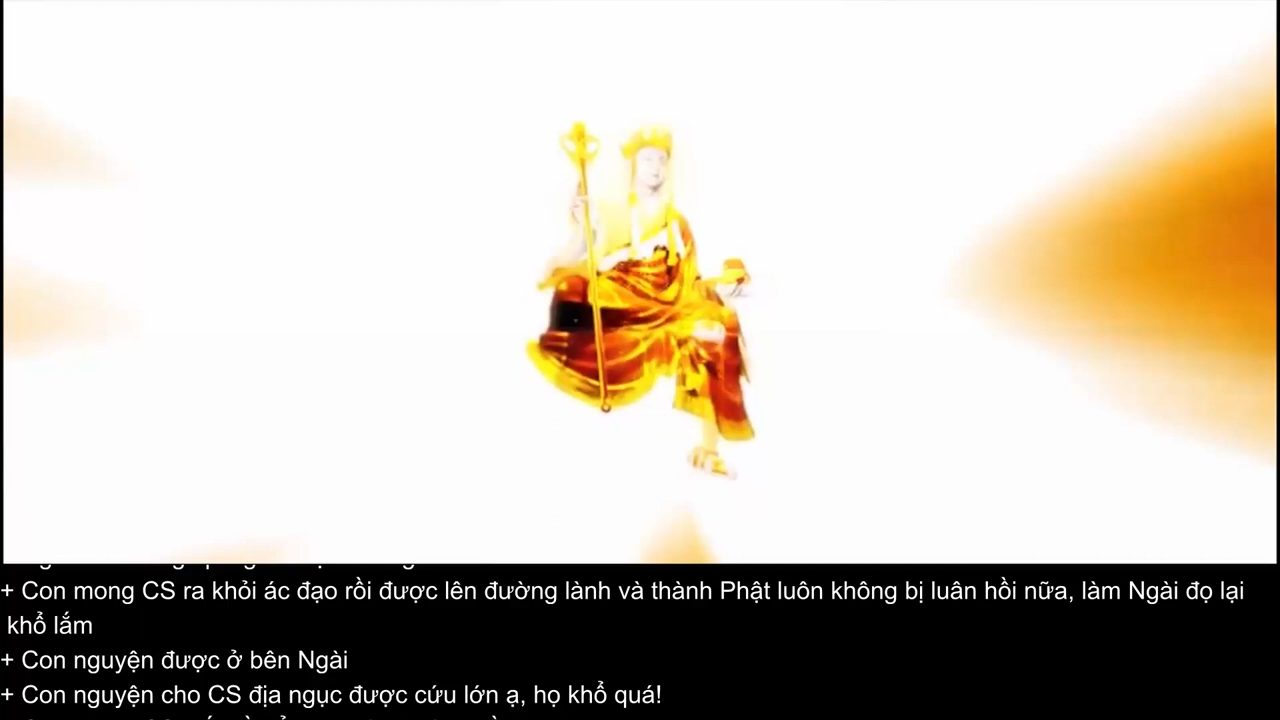 + Con mong CS ra khỏi ác đạo rồi được lên đường lành và thành Phật luôn không bị luân hồi nữa, làm Ngài đọ lại
khổ lắm
+ Con nguyện được ở bên Ngài
+ Con nguyện cho CS địa ngục được cứu lớn ạ, họ khổ quá!